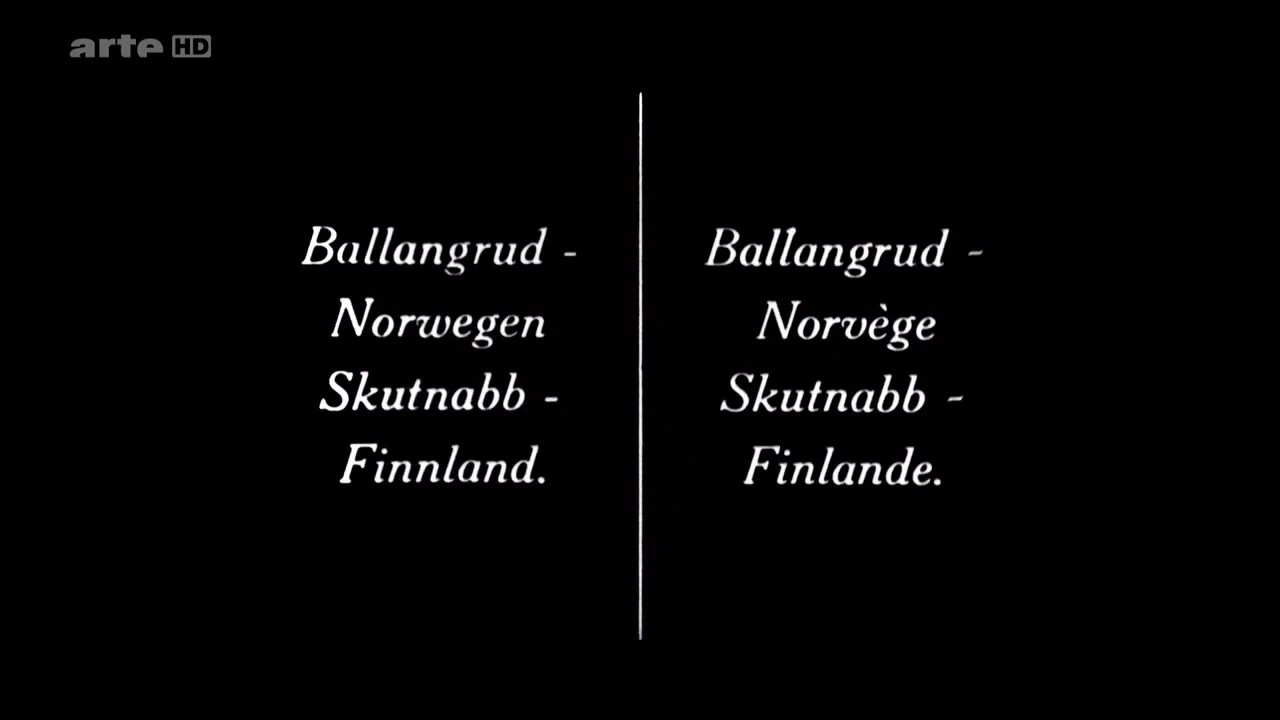 arte HD
Ballangrud -
Norwegen
Skutnabb -
Finnland.
Ballangrud -
Norvège
Skutnabb -
Finlande.